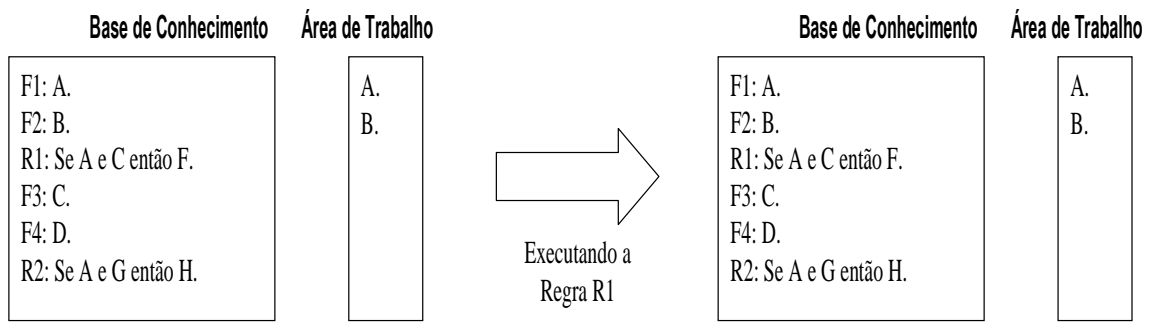 Base de Conhecimento Área de Trabalho
F1: A.
F2: B.
R1: Se A e C então F.
F3: C.
F4: D.
R2: Se A e G então H.
A.
B.
Executando a
Regra R1
Base de Conhecimento Área de Trabalho
F1: A.
F2: B.
R1: Se A e C então F.
F3: C.
F4: D.
R2: Se A e G então H.
A.
B.